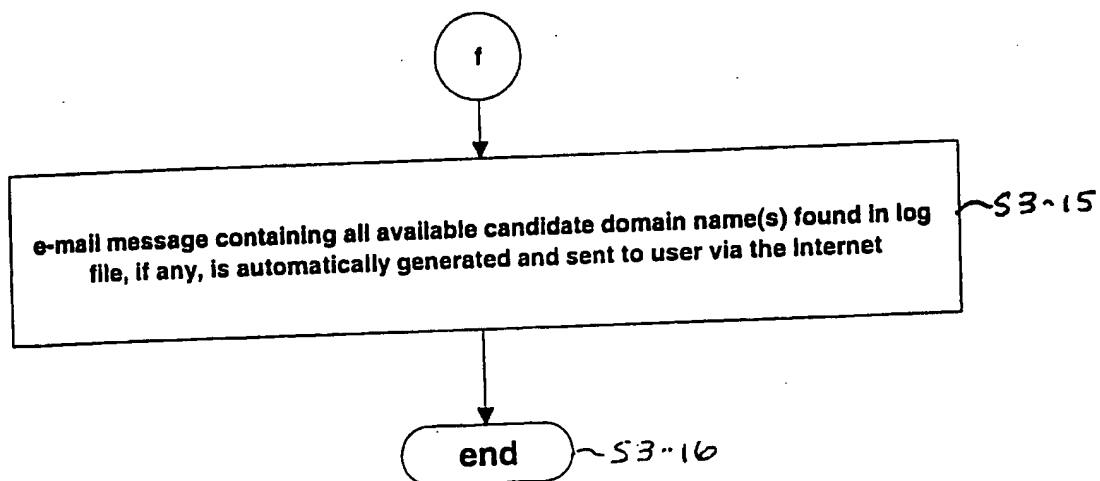 f
e-mail message containing all available candidate domain name(s) found in log
file, if any, is automatically generated and sent to user via the Internet
S3-15
end
S3-16